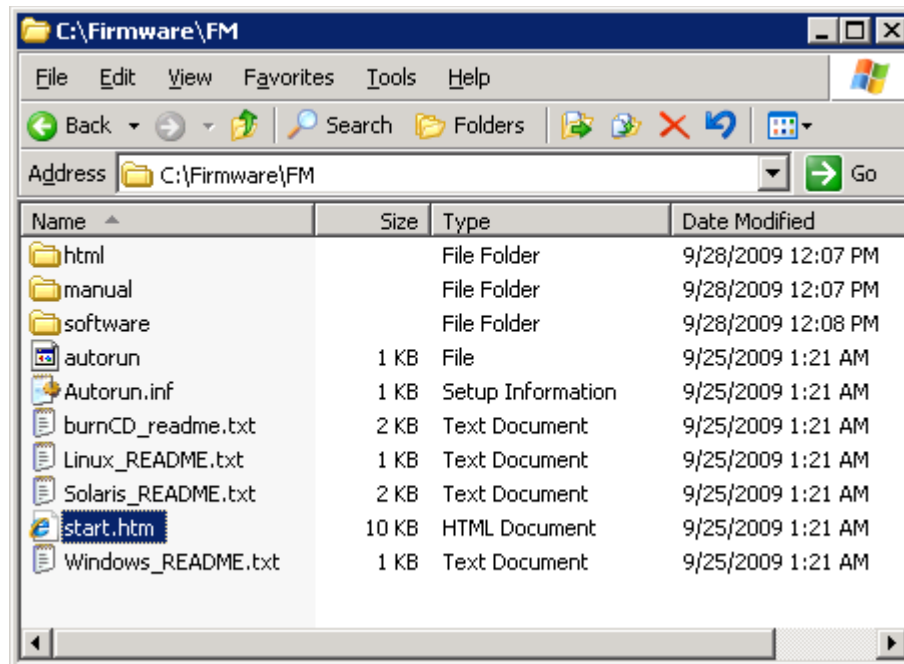 C:\Firmware\FM
File Edit View Favorites Tools Help
Back Search Folders
Address C:\Firmware\FM Go
Name Size Type Date Modified
html File Folder 9/28/2009 12:07 PM
manual File Folder 9/28/2009 12:07 PM
software File Folder 9/28/2009 12:08 PM
autorun 1 KB File 9/25/2009 1:21 AM
Autorun.inf 1 KB Setup Information 9/25/2009 1:21 AM
burnCD_readme.txt 2 KB Text Document 9/25/2009 1:21 AM
Linux_README.txt 1 KB Text Document 9/25/2009 1:21 AM
Solaris_README.txt 2 KB Text Document 9/25/2009 1:21 AM
start.htm 10 KB HTML Document 9/25/2009 1:21 AM
Windows_README.txt 1 KB Text Document 9/25/2009 1:21 AM